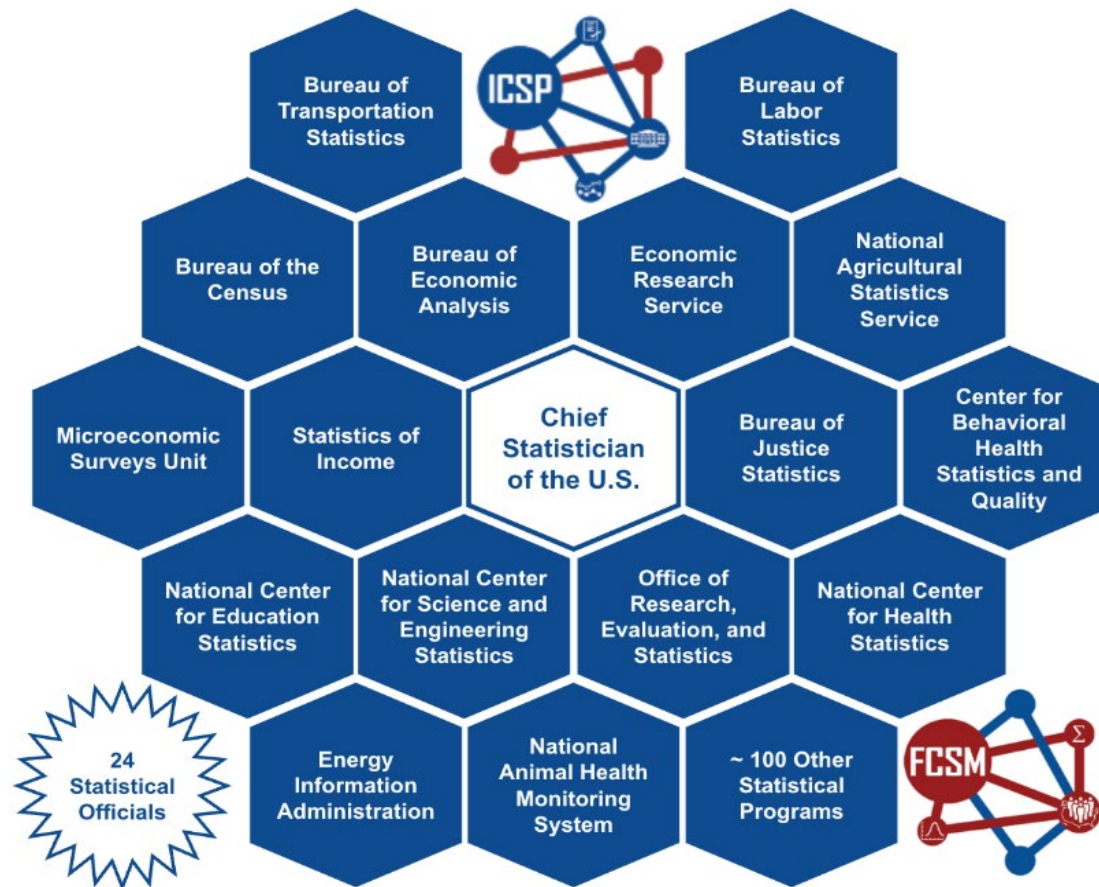 Bureau of
Transportation
Statistics
ICSP
Bureau of
Labor
Statistics
Bureau of the
Census
Bureau of
Economic
Analysis
Economic
Research
Service
National
Agricultural
Statistics
Service
Microeconomic
Surveys Unit
Statistics of
Income
Chief
Statistician
of the U.S.
Bureau of
Justice
Statistics
Center for
Behavioral
Health
Statistics and
Quality
National Center
for Education
Statistics
National Center
for Science and
Engineering
Statistics
Office of
Research,
Evaluation, and
Statistics
National Center
for Health
Statistics
24
Statistical
Officials
Energy
Information
Administration
National
Animal Health
Monitoring
System
~ 100 Other
Statistical
Programs
FCSM
Σ